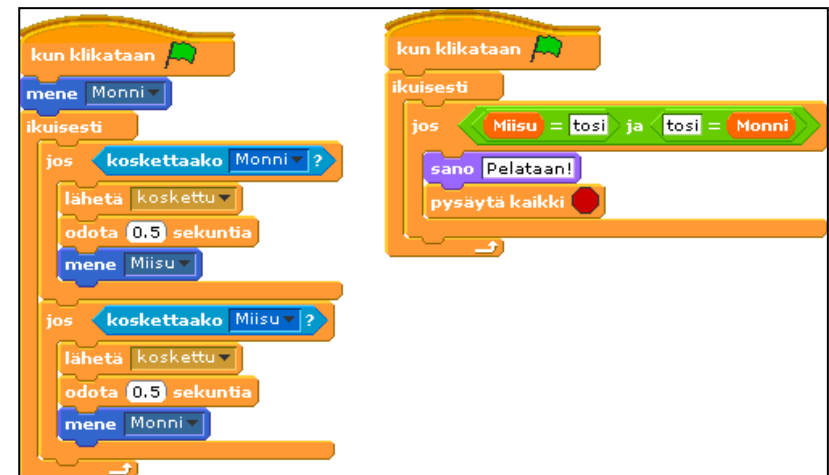 kun klikataan
mene Monni
ikuisesti
jos koskettaako Monni ?
lähetä koskettu
odota 0.5 sekuntia
mene Miisu
jos koskettaako Miisu ?
lähetä koskettu
odota 0.5 sekuntia
mene Monni
kun klikataan
ikuisesti
jos Miisu = tosi ja tosi = Monni
sano Pelataan!
pysäytä kaikki